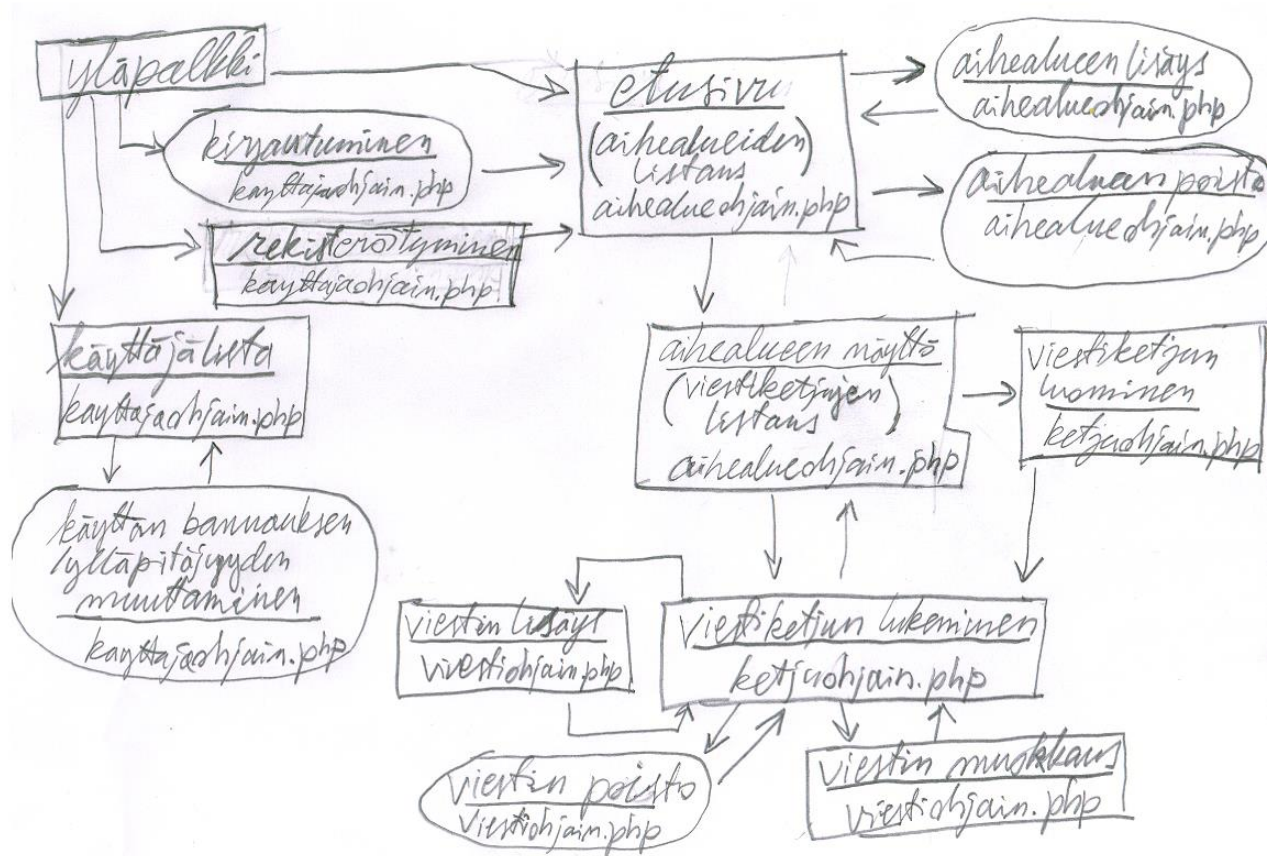 yläpalkki
etusivu
(aihealueiden)
listaus
aihealueohjain.php
aihealueen lisäys
aihealueohjain.php
kirjautuminen
kayttajaohjain.php
aihealueen poisto
aihealueohjain.php
rekisteröityminen
kayttajaohjain.php
käyttäjälista
kayttajaohjain.php
aihealueen näyttö
(viestiketjujen)
listaus
aihealueohjain.php
viestiketjun
luominen
ketjuohjain.php
käyttän bannauksen
/ylläpitäjyyden
muuttaminen
kayttajaohjain.php
viestin lisäys
viestiohjain.php
viestiketjun lukeminen
ketjuohjain.php
viestin poisto
viestiohjain.php
viestin muokkaus
viestiohjain.php